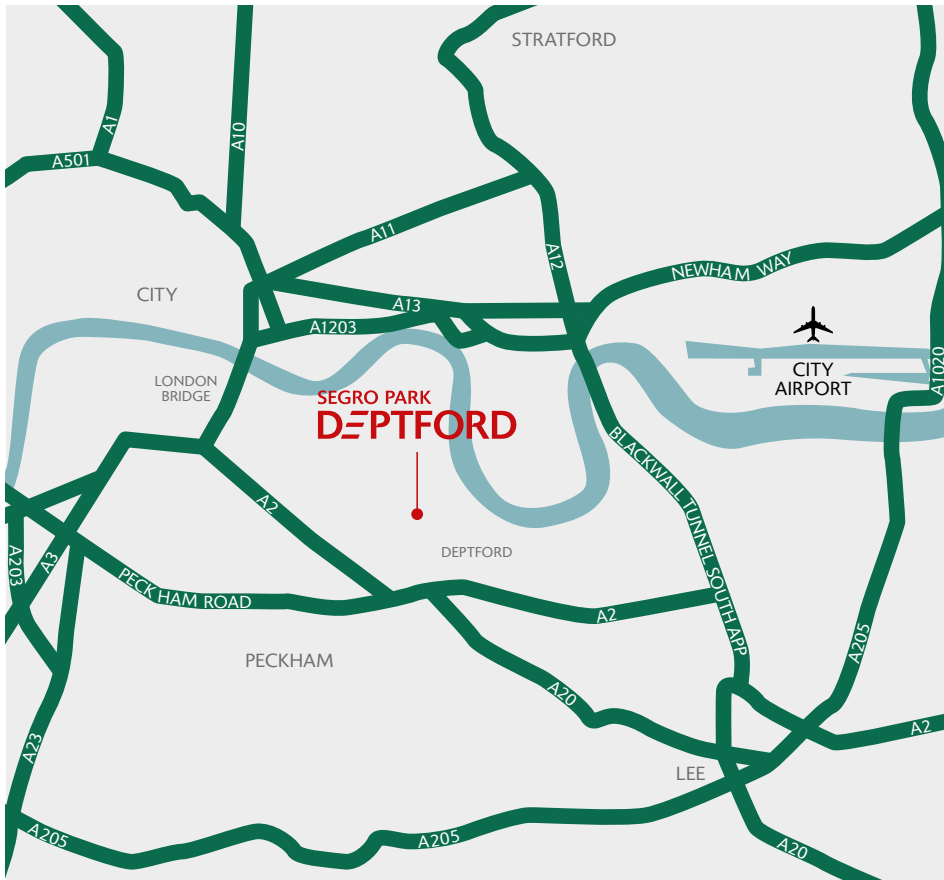 STRATFORD
A1
A10
A501
A11
A12
NEWHAM WAY
CITY
A13
A1203
CITY
AIRPORT
A1020
LONDON
BRIDGE
SEGRO PARK
DEPTFORD
BLACKWALL TUNNEL SOUTH APP
A2
DEPTFORD
A3
A203
PECKHAM ROAD
A2
A205
PECKHAM
A20
A23
A2
LEE
A205
A205
A20